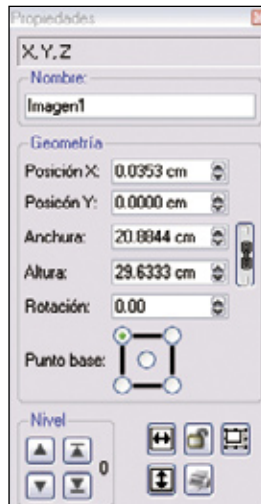 Propiedades
X, Y, Z
Nombre:
Imagen1
Geometría
Posición X: 0.0353 cm
Posicón Y: 0.0000 cm
Anchura: 20.8844 cm
Altura: 29.6333 cm
Rotación: 0.00
Punto base:
Nivel
0